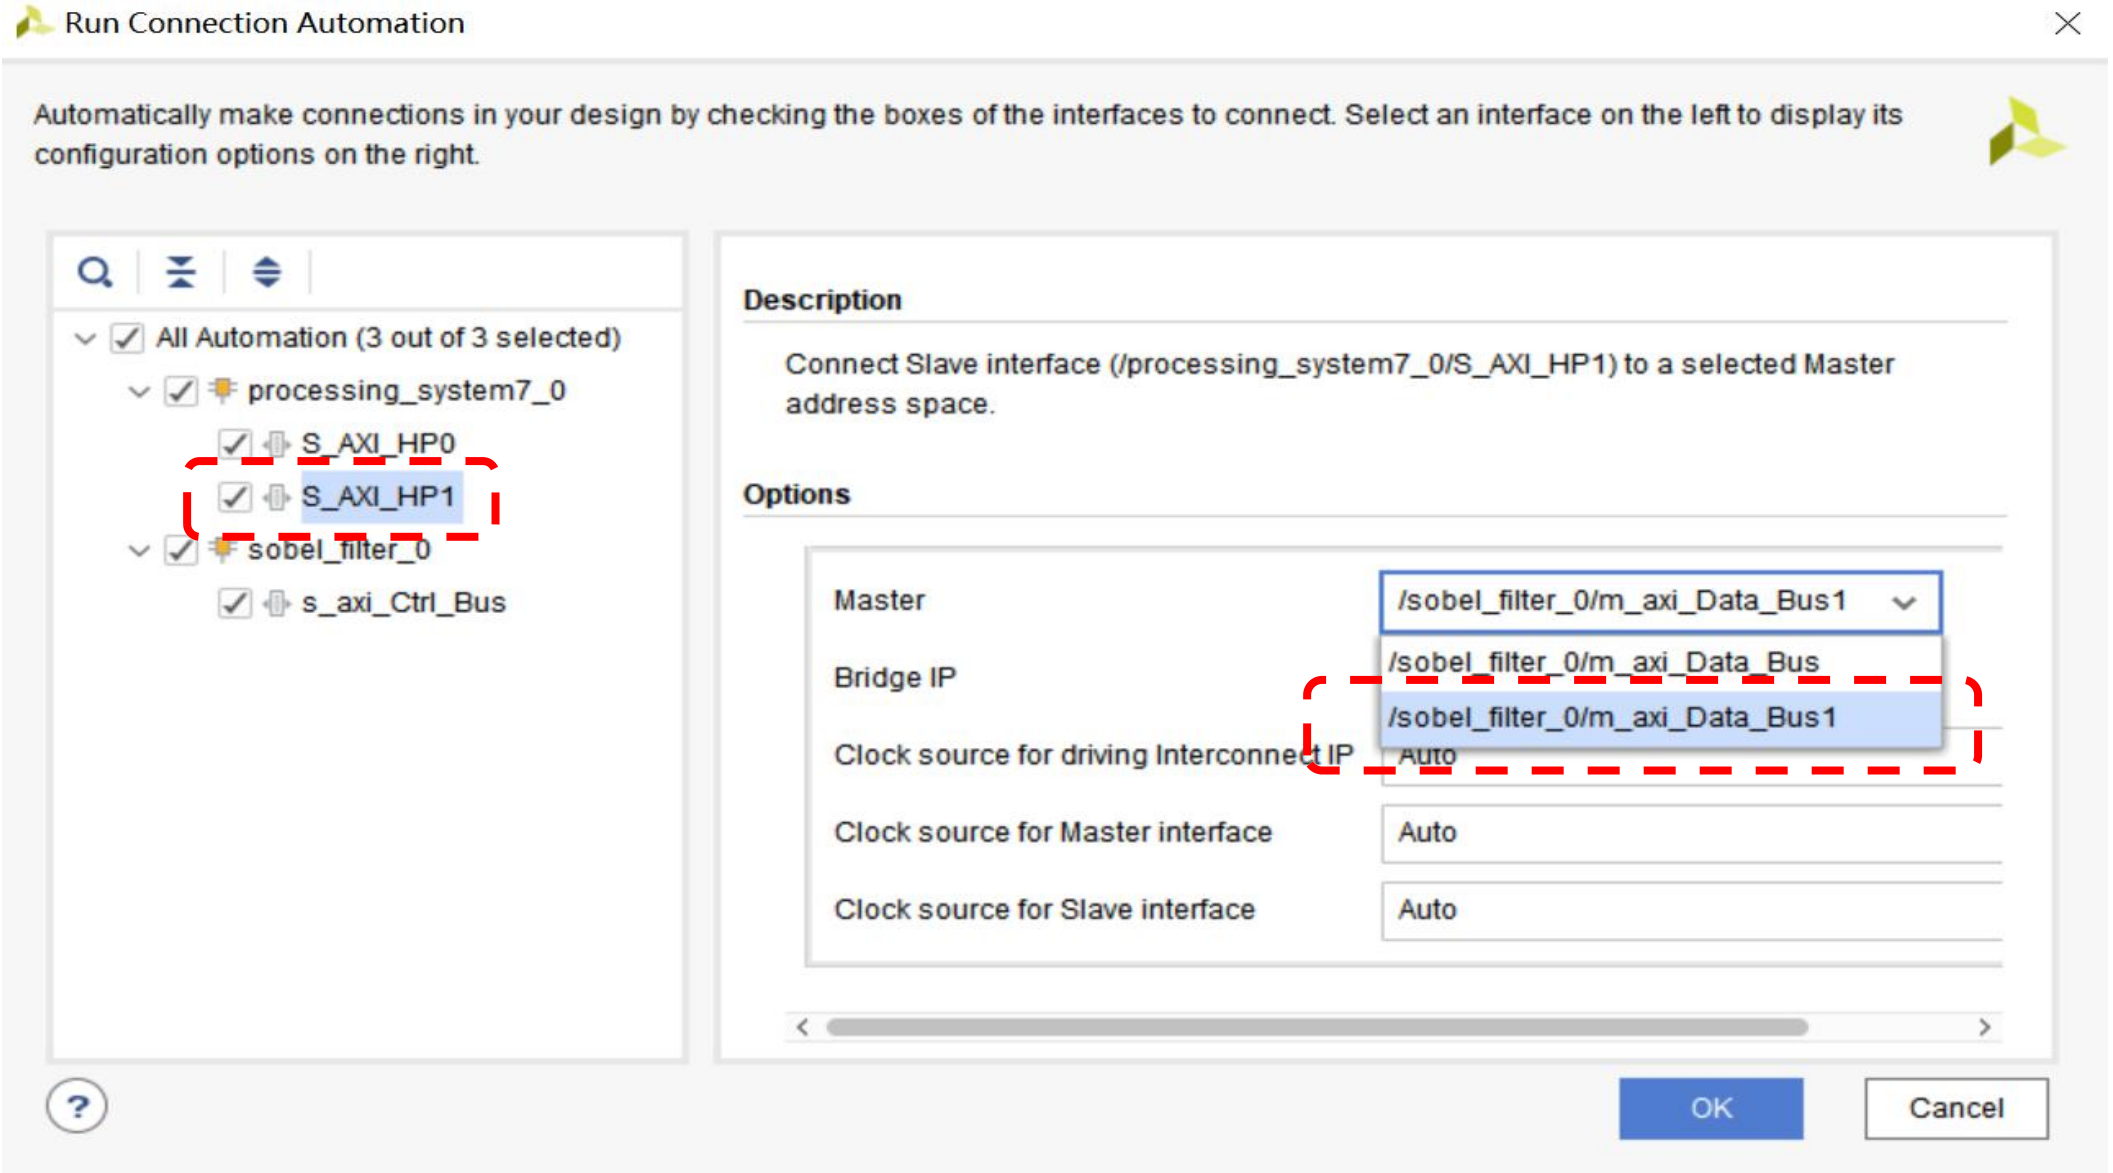 Run Connection Automation
Automatically make connections in your design by checking the boxes of the interfaces to connect. Select an interface on the left to display its
configuration options on the right.
All Automation (3 out of 3 selected)
processing_system7_0
S_AXI_HP0
S_AXI_HP1
sobel_filter_0
s_axi_Ctrl_Bus
Description
Connect Slave interface (/processing_system7_0/S_AXI_HP1) to a selected Master
address space.
Options
Master /sobel_filter_0/m_axi_Data_Bus1
/sobel_filter_0/m_axi_Data_Bus
Bridge IP
/sobel_filter_0/m_axi_Data_Bus1
Clock source for driving Interconnect IP Auto
Clock source for Master interface Auto
Clock source for Slave interface Auto
?
OK Cancel